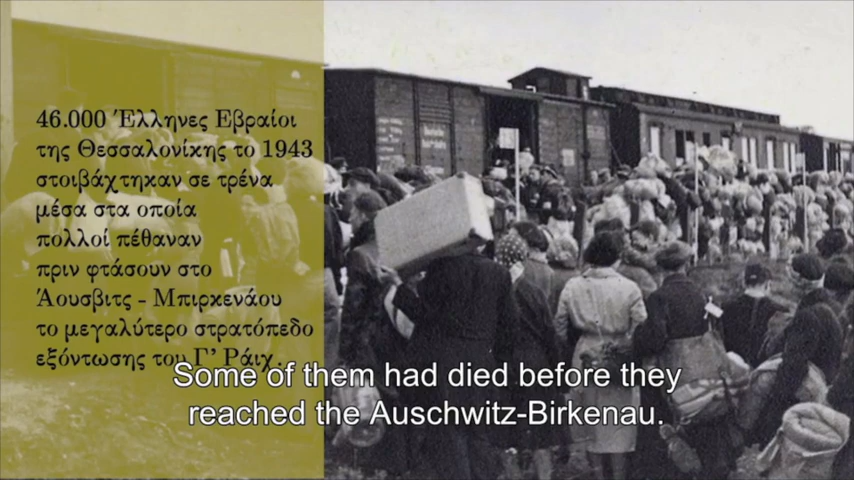 46.000 Έλληνες Εβραίοι
της Θεσσαλονίκης το 1943
στοιβάχτηκαν σε τρένα
μέσα στα οποία
πολλοί πέθαναν
πριν φτάσουν στο
Άουσβιτς - Μπιρκενάου
το μεγαλύτερο στρατόπεδο
εξόντωσης του Γ' Ράιχ.
Some of them had died before they
reached the Auschwitz-Birkenau.